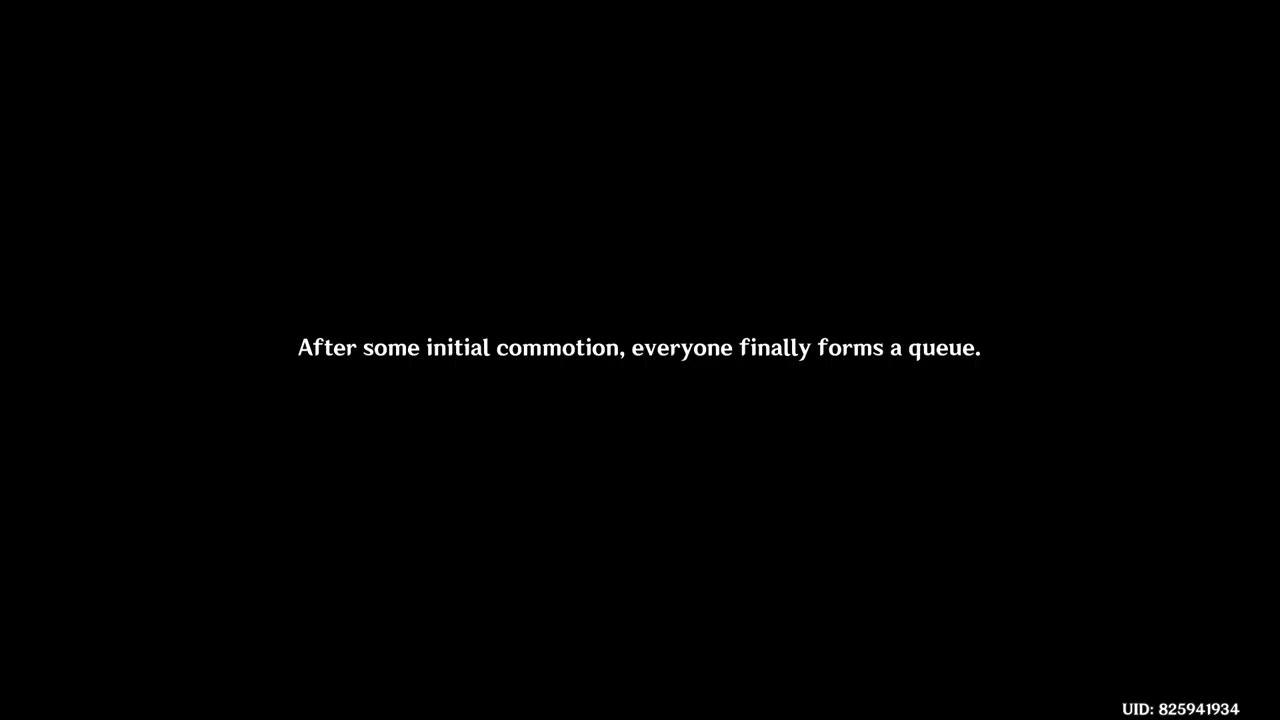 After some initial commotion, everyone finally forms a queue.
UID: 825941934